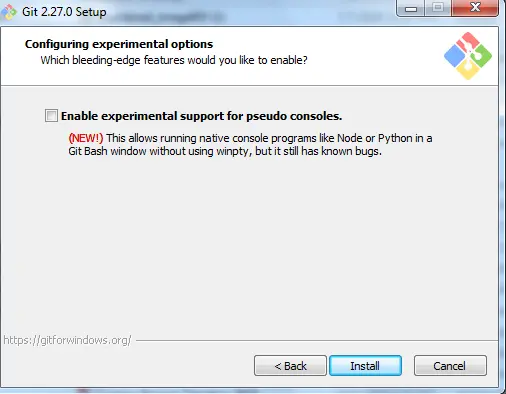 Git 2.27.0 Setup
Configuring experimental options
Which bleeding-edge features would you like to enable?
Enable experimental support for pseudo consoles.
(NEW!) This allows running native console programs like Node or Python in a
Git Bash window without using winpty, but it still has known bugs.
https://gitforwindows.org/
< Back
Install
Cancel